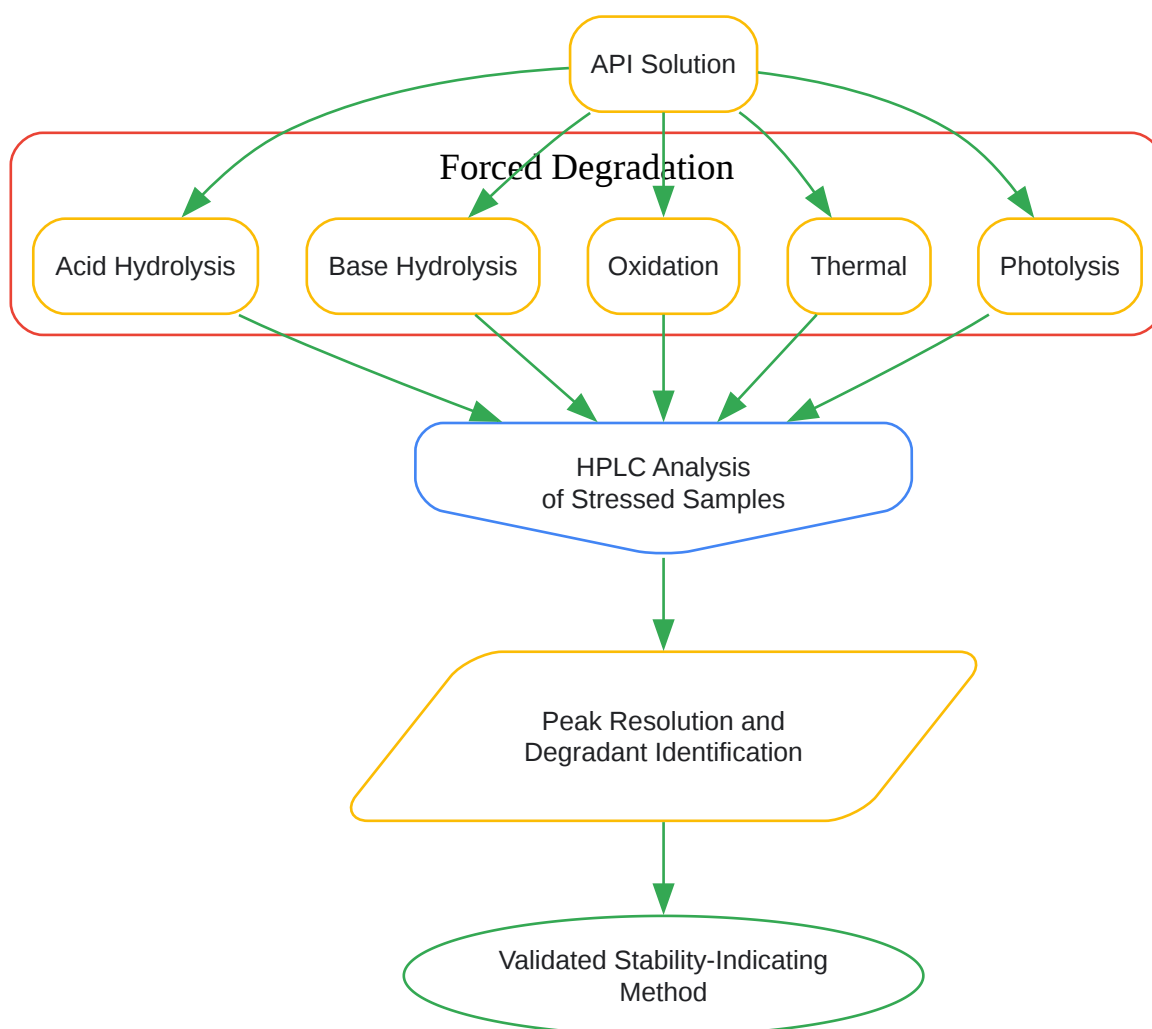 API Solution
Forced Degradation
Acid Hydrolysis
Base Hydrolysis
Oxidation
Thermal
Photolysis
HPLC Analysis
of Stressed Samples
Peak Resolution and
Degradant Identification
Validated Stability-Indicating
Method